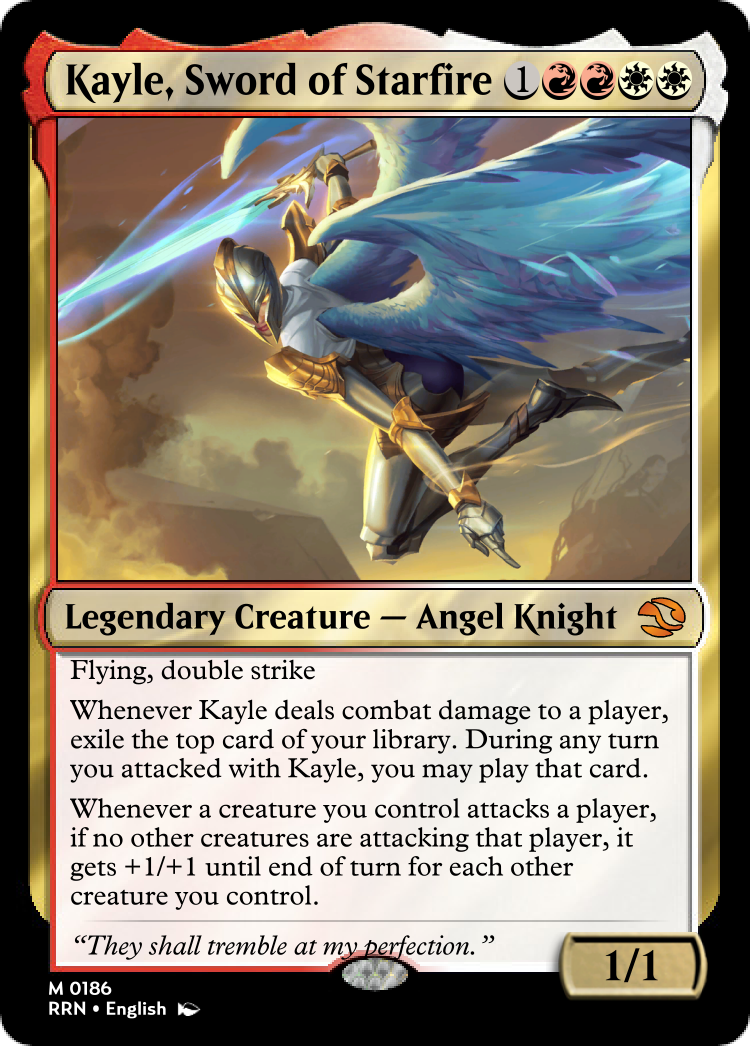 Kayle, Sword of Starfire 1
Legendary Creature — Angel Knight
Flying, double strike
Whenever Kayle deals combat damage to a player,
exile the top card of your library. During any turn
you attacked with Kayle, you may play that card.
Whenever a creature you control attacks a player,
if no other creatures are attacking that player, it
gets +1/+1 until end of turn for each other
creature you control.
“They shall tremble at my perfection.”
1/1
M 0186
RRN • English